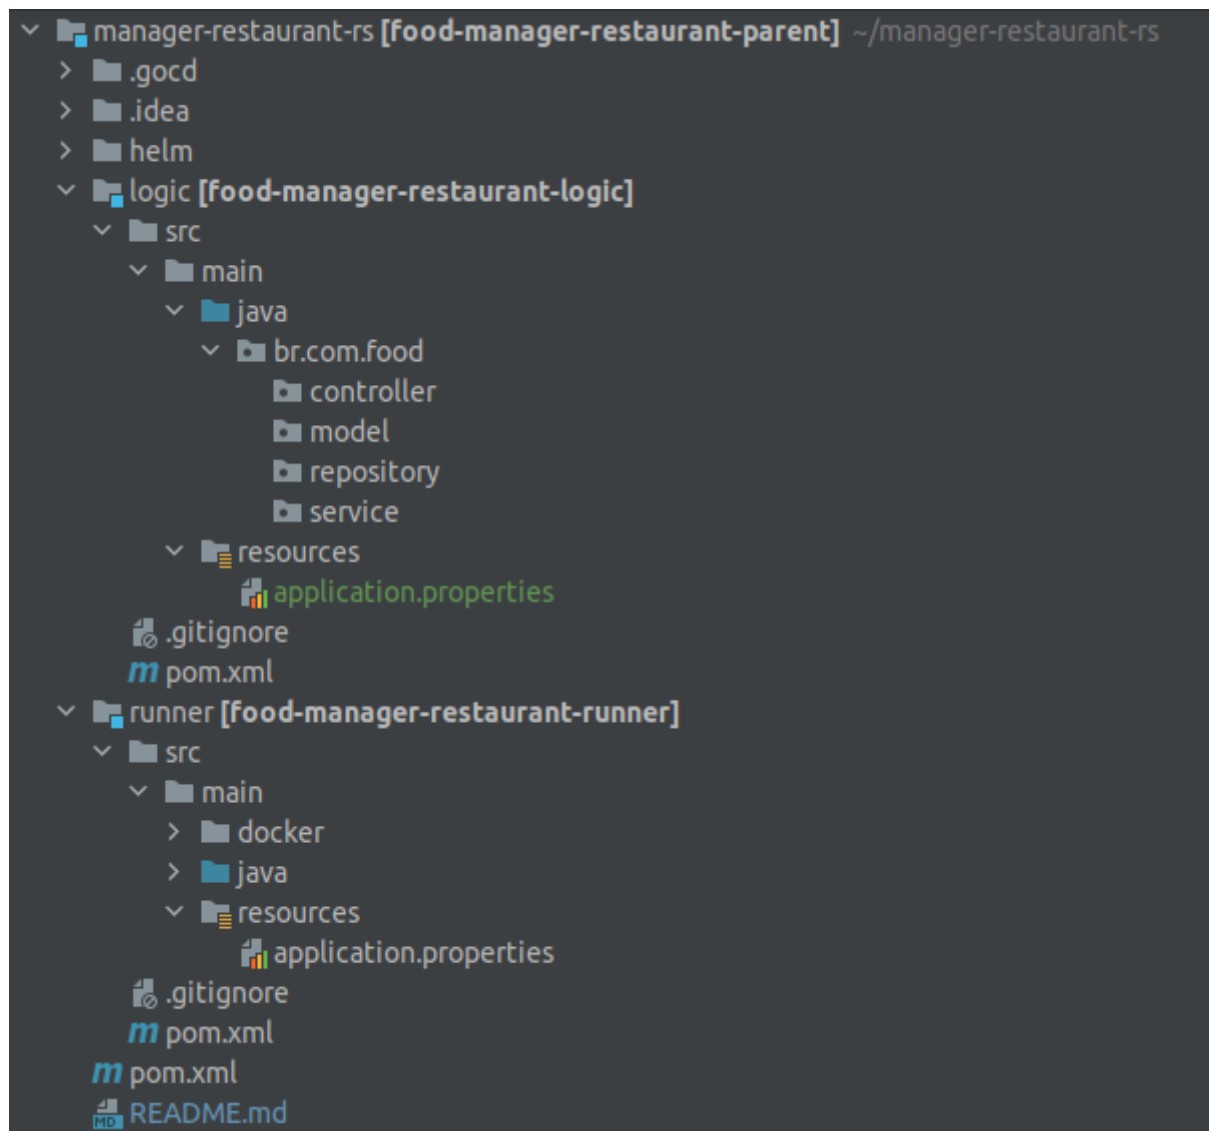 manager-restaurant-rs [food-manager-restaurant-parent] ~/manager-restaurant-rs
.gocd
.idea
helm
logic [food-manager-restaurant-logic]
src
main
java
br.com.food
controller
model
repository
service
resources
application.properties
.gitignore
m pom.xml
runner [food-manager-restaurant-runner]
src
main
docker
java
resources
application.properties
.gitignore
m pom.xml
m pom.xml
MD README.md